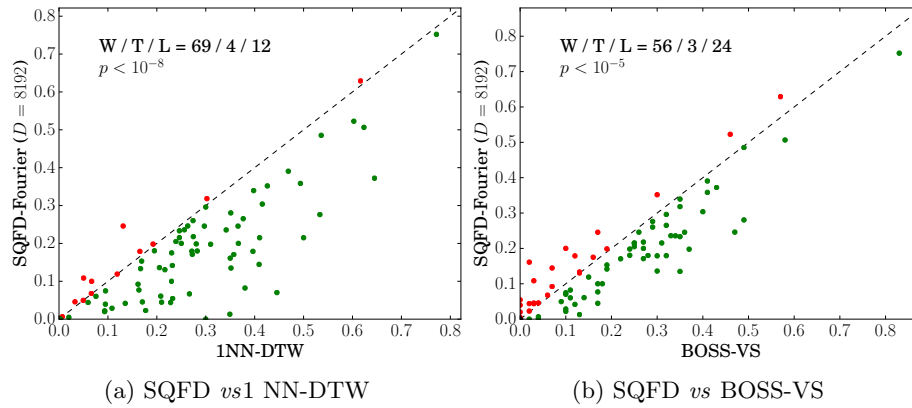 W / T / L = 69 / 4 / 12
p < 10⁻⁸
SQFD-Fourier (D = 8192)
0.8
0.7
0.6
0.5
0.4
0.3
0.2
0.1
0.0
0.0 0.1 0.2 0.3 0.4 0.5 0.6 0.7 0.8
1NN-DTW
(a) SQFD vs1 NN-DTW
W / T / L = 56 / 3 / 24
p < 10⁻⁵
SQFD-Fourier (D = 8192)
0.8
0.7
0.6
0.5
0.4
0.3
0.2
0.1
0.0
0.0 0.1 0.2 0.3 0.4 0.5 0.6 0.7 0.8
BOSS-VS
(b) SQFD vs BOSS-VS